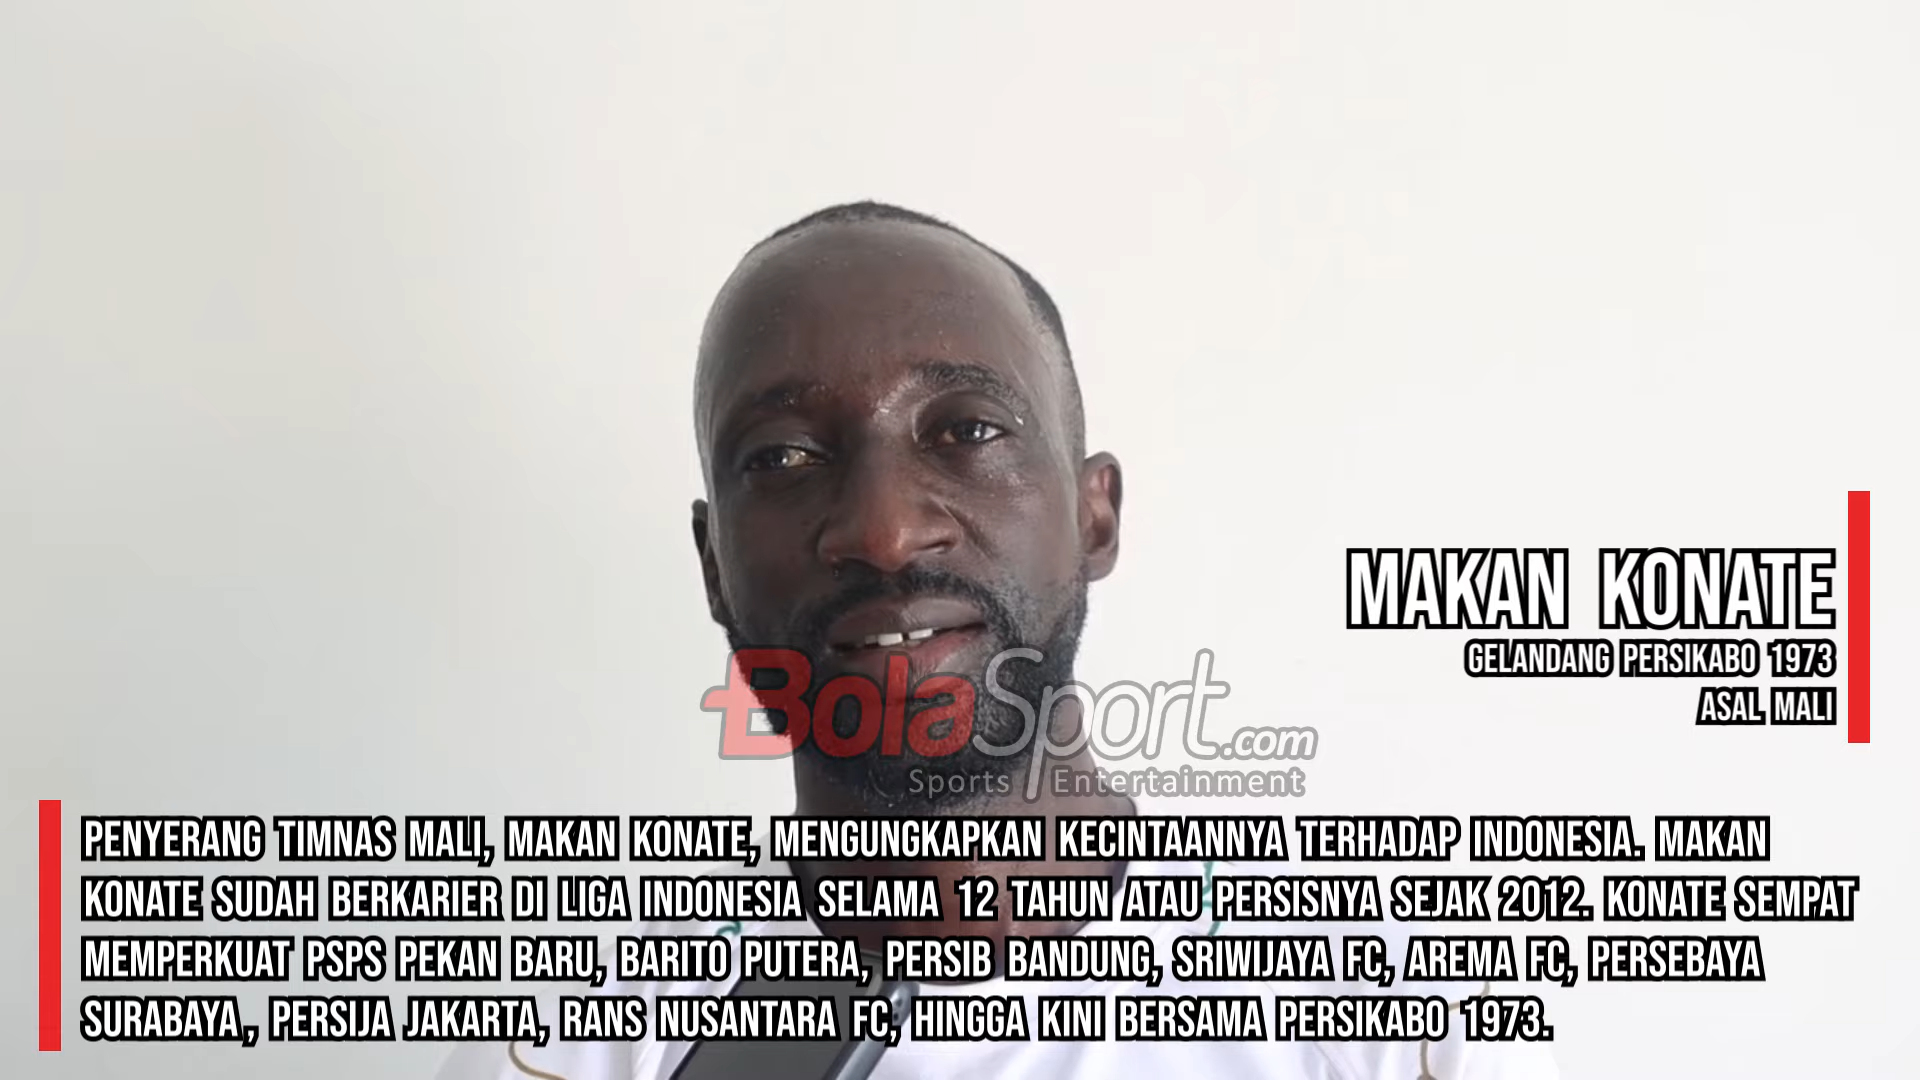 MAKAN KONATE
GELANDANG PERSIKABO 1973
ASAL MALI
BolaSport.com
Sports Entertainment
PENYERANG TIMNAS MALI, MAKAN KONATE, MENGUNGKAPKAN KECINTAANNYA TERHADAP INDONESIA. MAKAN
KONATE SUDAH BERKARIER DI LIGA INDONESIA SELAMA 12 TAHUN ATAU PERSISNYA SEJAK 2012. KONATE SEMPAT
MEMPERKUAT PSPS PEKAN BARU, BARITO PUTERA, PERSIB BANDUNG, SRIWIJAYA FC, AREMA FC, PERSEBAYA
SURABAYA, PERSIJA JAKARTA, RANS NUSANTARA FC, HINGGA KINI BERSAMA PERSIKABO 1973.